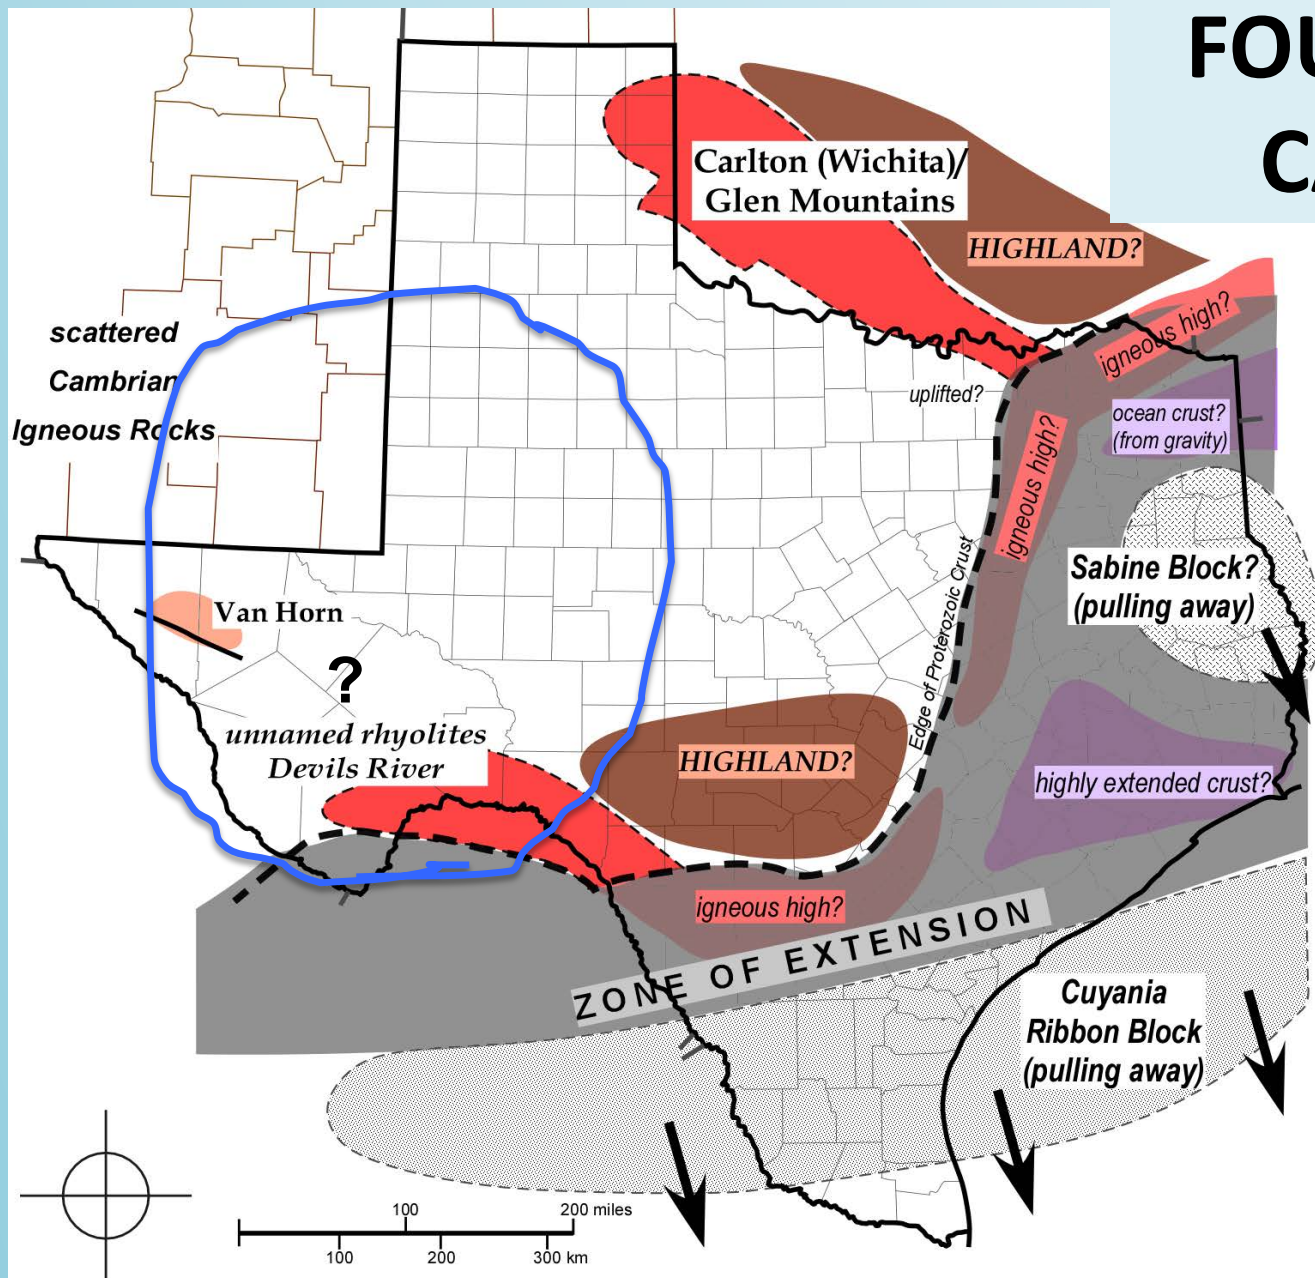 FOU
CA
Carlton (Wichita)/
Glen Mountains
HIGHLAND?
igneous high?
scattered
Cambrian
Igneous Rocks
uplifted?
ocean crust?
(from gravity)
igneous high?
Edge of Proterozoic Crust
Sabine Block?
(pulling away)
Van Horn
?
unnamed rhyolites
Devils River
HIGHLAND?
highly extended crust?
igneous high?
ZONE OF EXTENSION
Cuyania
Ribbon Block
(pulling away)
100
200 miles
100
200
300 km